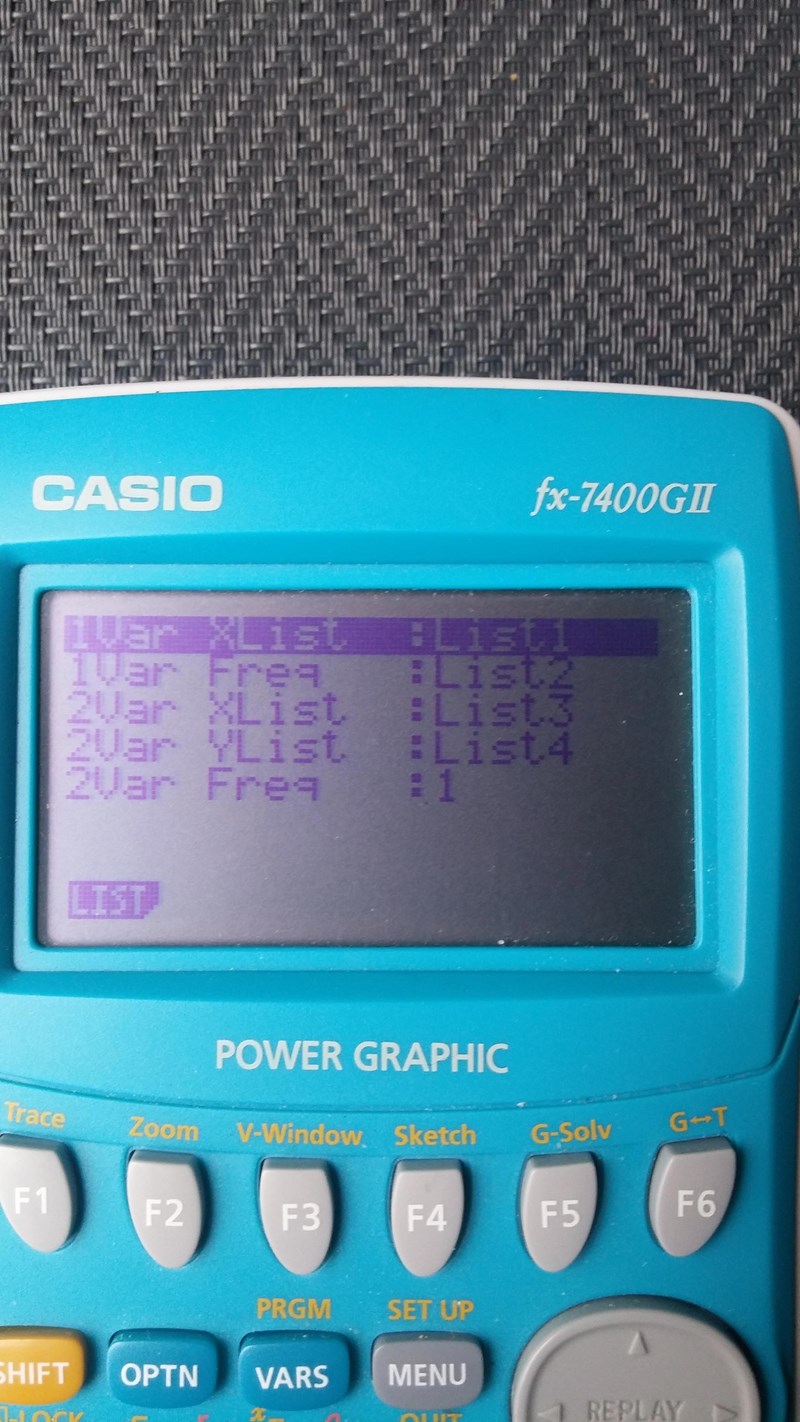 CASIO fx-7400GII
1Var XList :List1
1Var Freq :List2
2Var XList :List3
2Var YList :List4
2Var Freq :1
LIST
POWER GRAPHIC
Trace Zoom V-Window Sketch G-Solv G↔T
F1 F2 F3 F4 F5 F6
PRGM SET UP
SHIFT OPTN VARS MENU
REPLAY
-LOCK QUIT